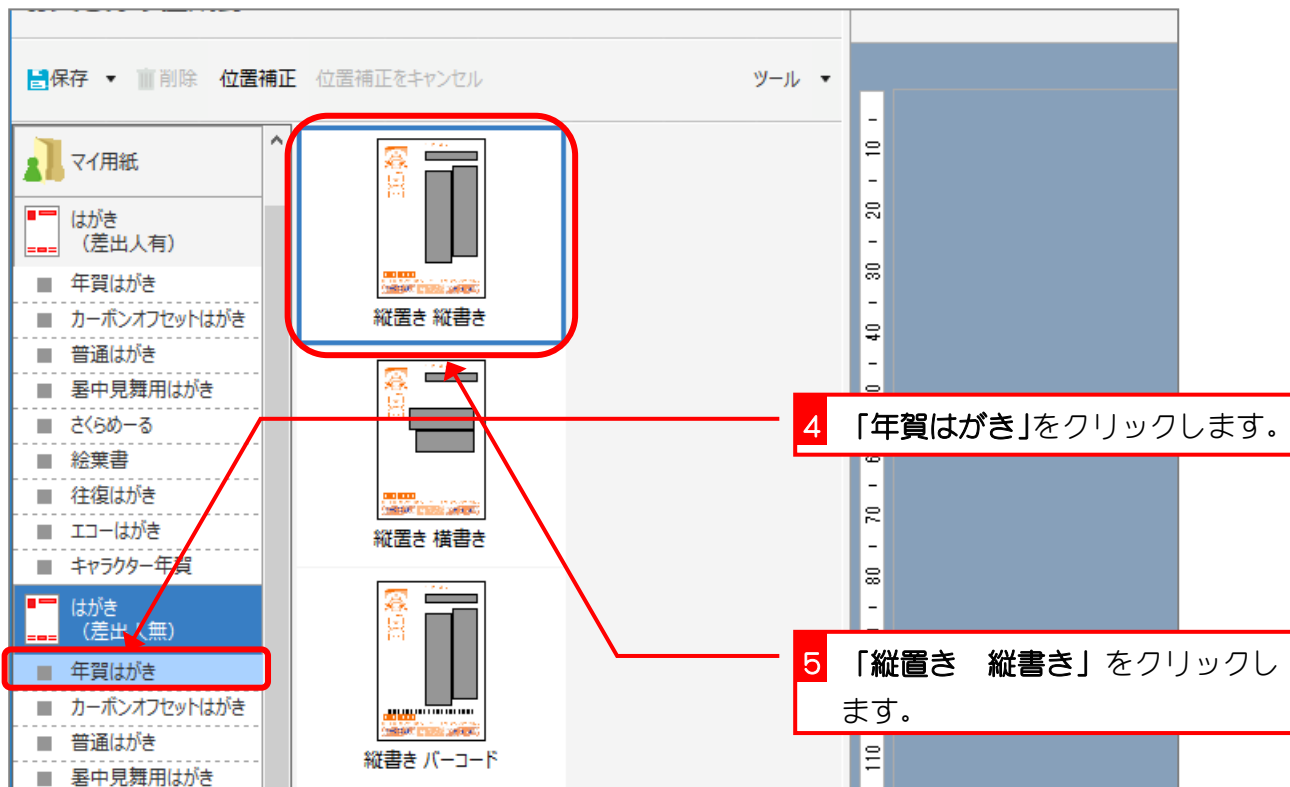 保存 ▼ 削除 位置補正 位置補正をキャンセル ツール ▼
マイ用紙
はがき
（差出人有）
年賀はがき
カーボンオフセットはがき
普通はがき
暑中見舞用はがき
さくらめーる
絵葉書
往復はがき
エコーはがき
キャラクター年賀
はがき
（差出人無）
年賀はがき
カーボンオフセットはがき
普通はがき
暑中見舞用はがき
縦置き 縦書き
縦置き 横書き
縦書き バーコード
10
20
30
40
70
80
110
4 「年賀はがき」をクリックします。
5 「縦置き　縦書き」をクリックし
ます。